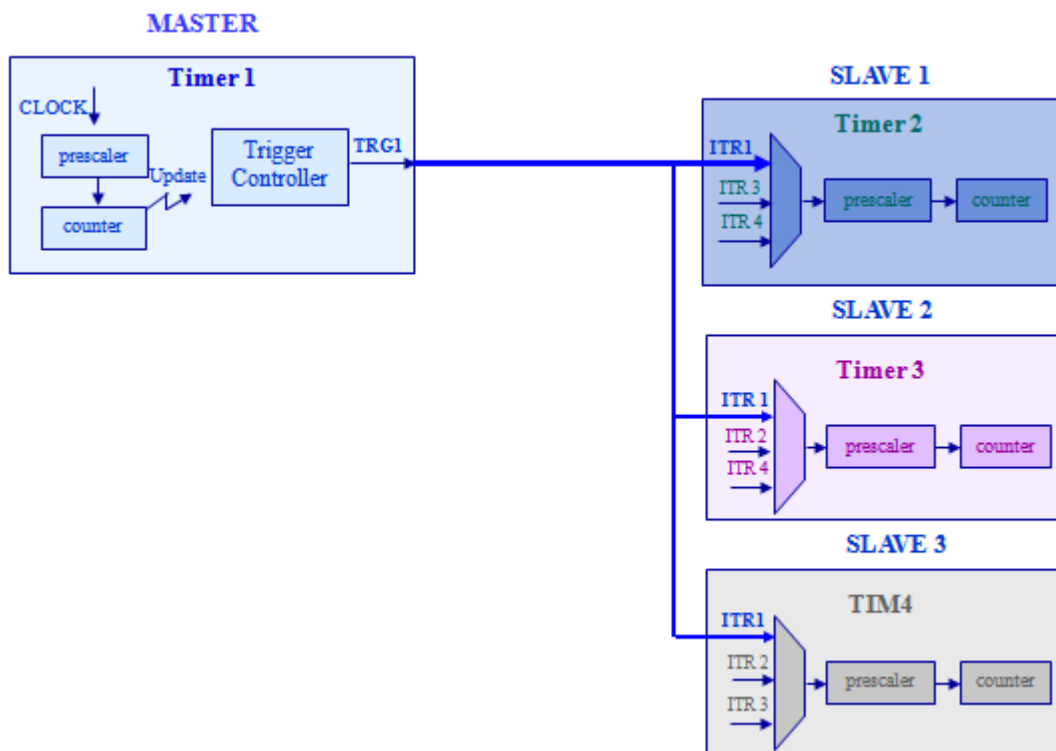 MASTER
Timer 1
CLOCK
prescaler
counter
Update
Trigger
Controller
TRG1
SLAVE 1
Timer 2
ITR1
ITR 3
ITR 4
prescaler
counter
SLAVE 2
Timer 3
ITR 1
ITR 2
ITR 4
prescaler
counter
SLAVE 3
TIM4
ITR1
ITR 2
ITR 3
prescaler
counter